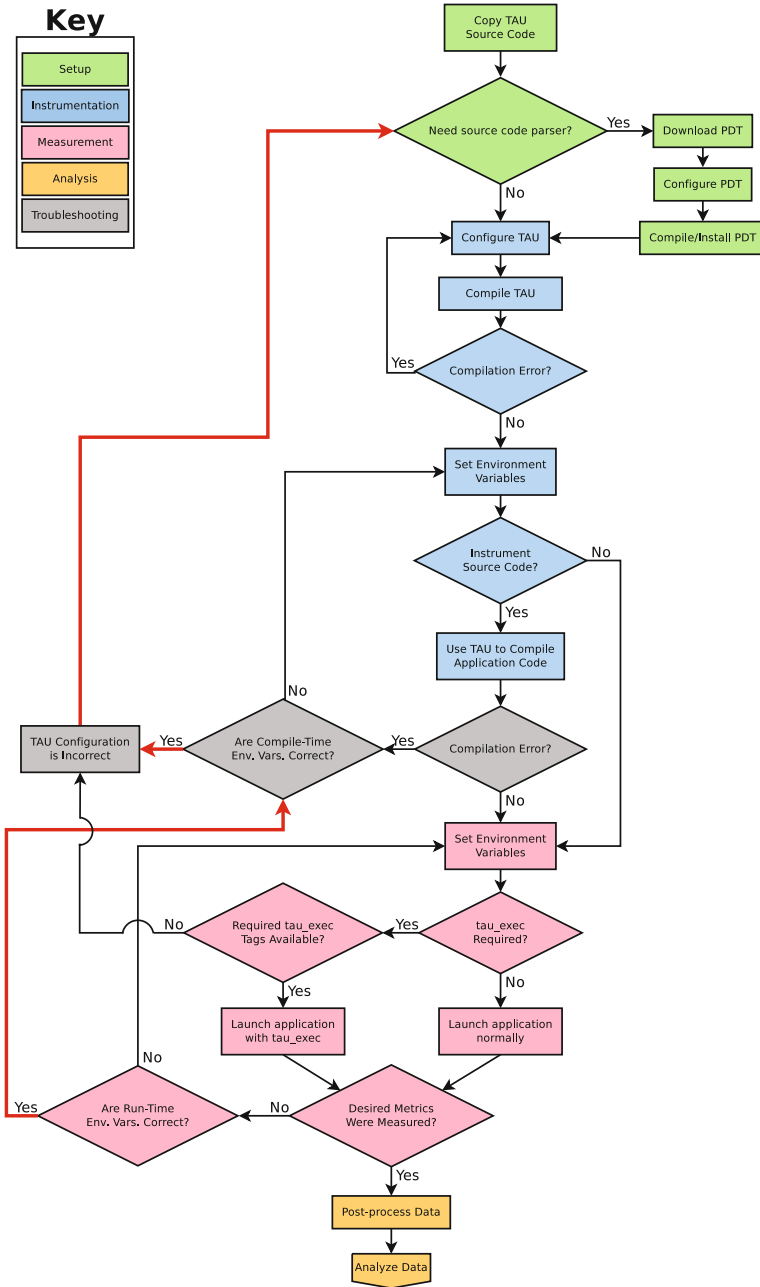 Key
Setup
Instrumentation
Measurement
Analysis
Troubleshooting
Copy TAU
Source Code
Need source code parser?
Yes
Download PDT
Configure PDT
Compile/Install PDT
No
Configure TAU
Compile TAU
Compilation Error?
Yes
No
Set Environment
Variables
Instrument
Source Code?
No
Yes
Use TAU to Compile
Application Code
Compilation Error?
Yes
Are Compile-Time
Env. Vars. Correct?
No
Yes
TAU Configuration
is Incorrect
No
Set Environment
Variables
tau_exec
Required?
Yes
Required tau_exec
Tags Available?
No
Yes
Launch application
with tau_exec
No
Launch application
normally
Desired Metrics
Were Measured?
No
Are Run-Time
Env. Vars. Correct?
No
Yes
Yes
Post-process Data
Analyze Data